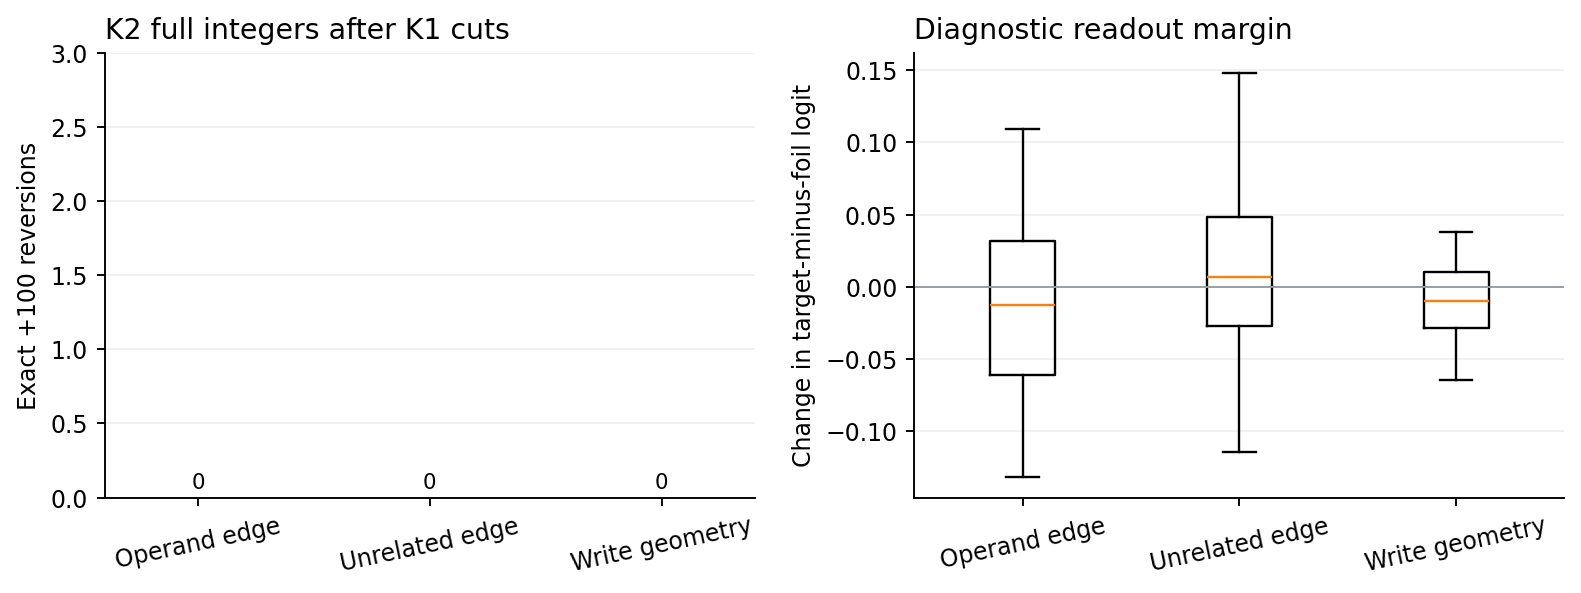 K2 full integers after K1 cuts
Exact +100 reversions
3.0
2.5
2.0
1.5
1.0
0.5
0.0
0
0
0
Operand edge
Unrelated edge
Write geometry
Diagnostic readout margin
Change in target-minus-foil logit
0.15
0.10
0.05
0.00
−0.05
−0.10
Operand edge
Unrelated edge
Write geometry